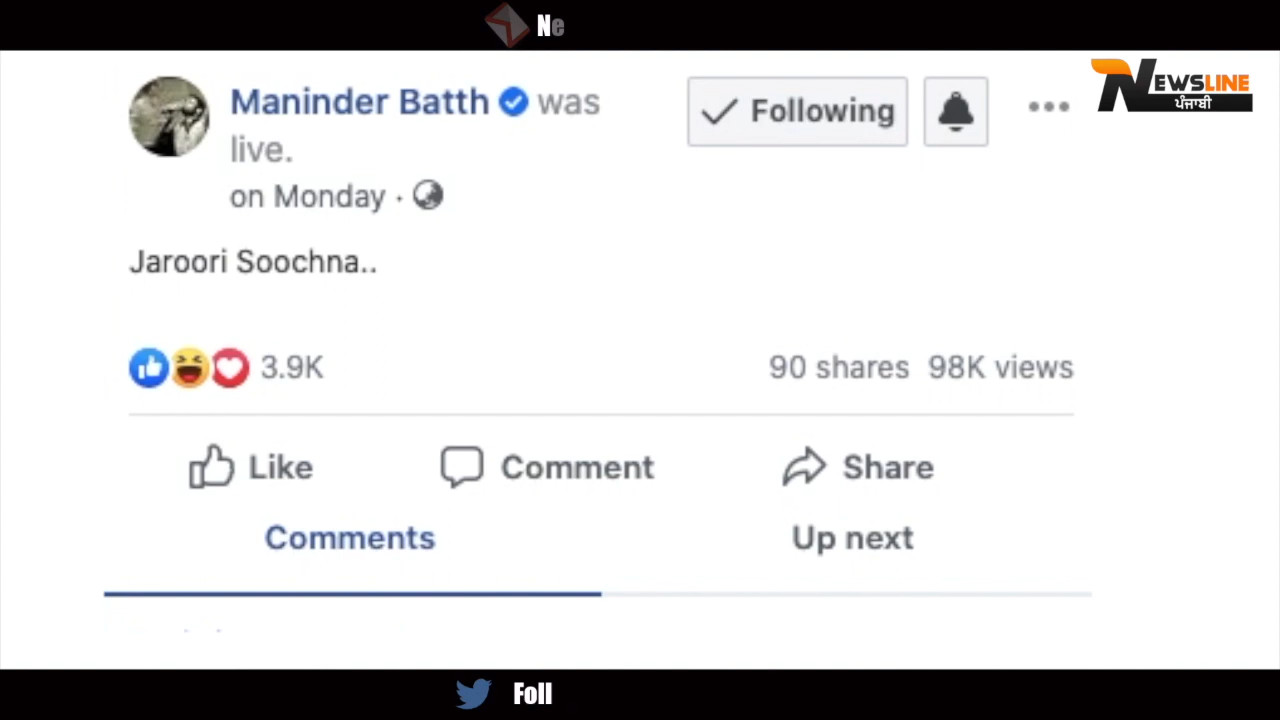 Ne
NEWSLINE
ਪੰਜਾਬੀ
Maninder Batth was
live.
on Monday ·
Following
Jaroori Soochna..
3.9K
90 shares 98K views
Like
Comment
Share
Comments
Up next
Foll